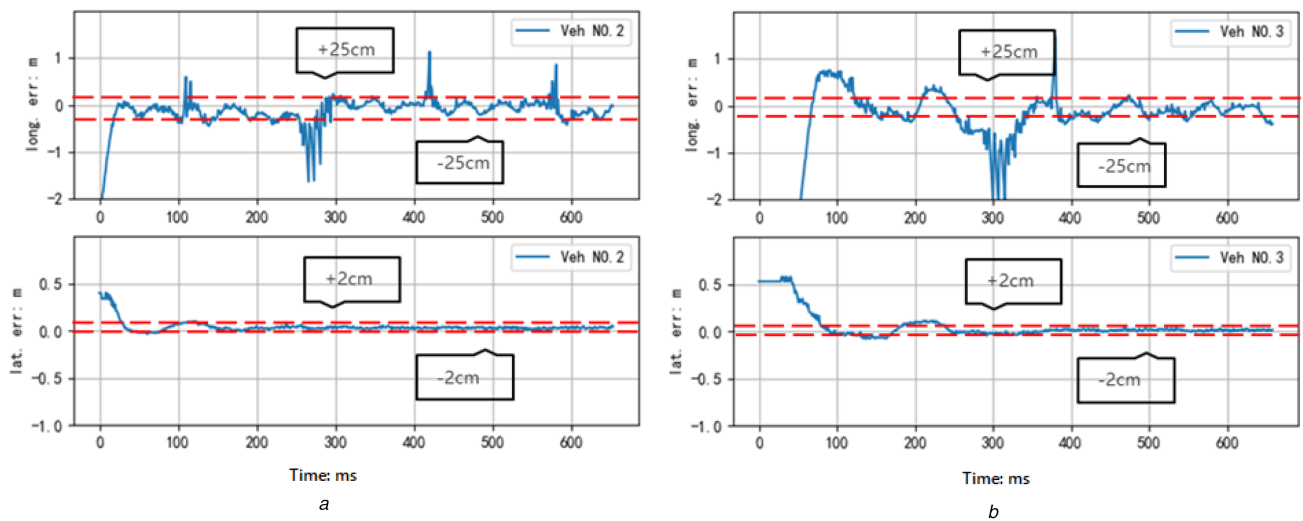 Veh NO.2
+25cm
1
0
-1
-2
long. err: m
-25cm
0 100 200 300 400 500 600
Veh NO.2
+2cm
0.5
0.0
-0.5
-1.0
lat. err: m
-2cm
0 100 200 300 400 500 600
Time: ms
a
Veh NO.3
+25cm
1
0
-1
-2
long. err: m
-25cm
0 100 200 300 400 500 600
Veh NO.3
+2cm
0.5
0.0
-0.5
-1.0
lat. err: m
-2cm
0 100 200 300 400 500 600
Time: ms
b